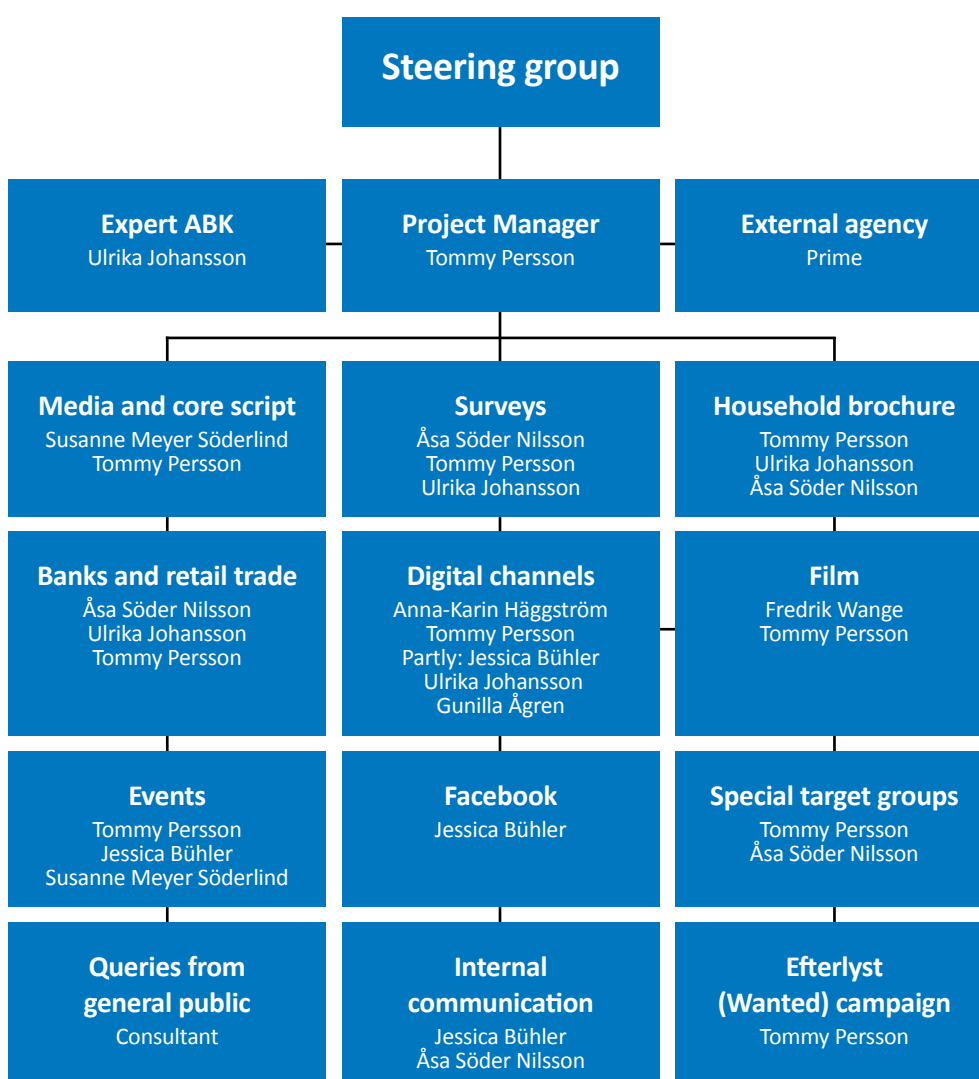 Steering group
Expert ABK
Ulrika Johansson
Project Manager
Tommy Persson
External agency
Prime
Media and core script
Susanne Meyer Söderlind
Tommy Persson
Surveys
Åsa Söder Nilsson
Tommy Persson
Ulrika Johansson
Household brochure
Tommy Persson
Ulrika Johansson
Åsa Söder Nilsson
Banks and retail trade
Åsa Söder Nilsson
Ulrika Johansson
Tommy Persson
Digital channels
Anna-Karin Häggström
Tommy Persson
Partly: Jessica Bühler
Ulrika Johansson
Gunilla Ågren
Film
Fredrik Wange
Tommy Persson
Events
Tommy Persson
Jessica Bühler
Susanne Meyer Söderlind
Facebook
Jessica Bühler
Special target groups
Tommy Persson
Åsa Söder Nilsson
Queries from
general public
Consultant
Internal
communication
Jessica Bühler
Åsa Söder Nilsson
Efterlyst
(Wanted) campaign
Tommy Persson